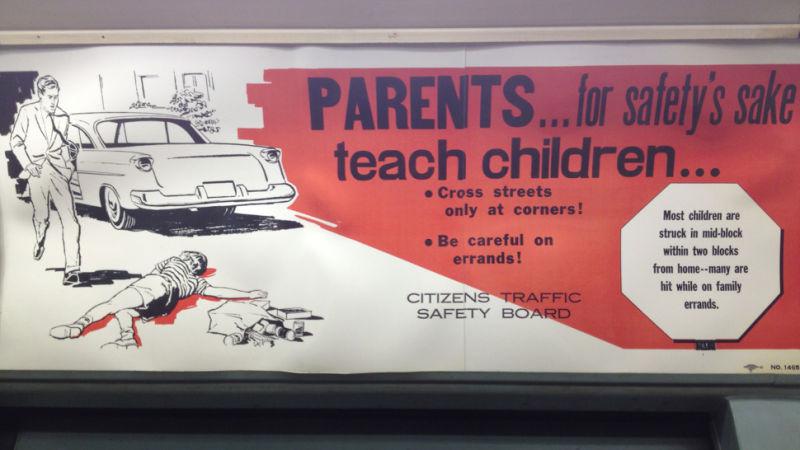 PARENTS...for safety's sake
teach children...
• Cross streets
only at corners!
• Be careful on
errands!
CITIZENS TRAFFIC
SAFETY BOARD
Most children are
struck in mid-block
within two blocks
from home--many are
hit while on family
errands.
NO. 1468